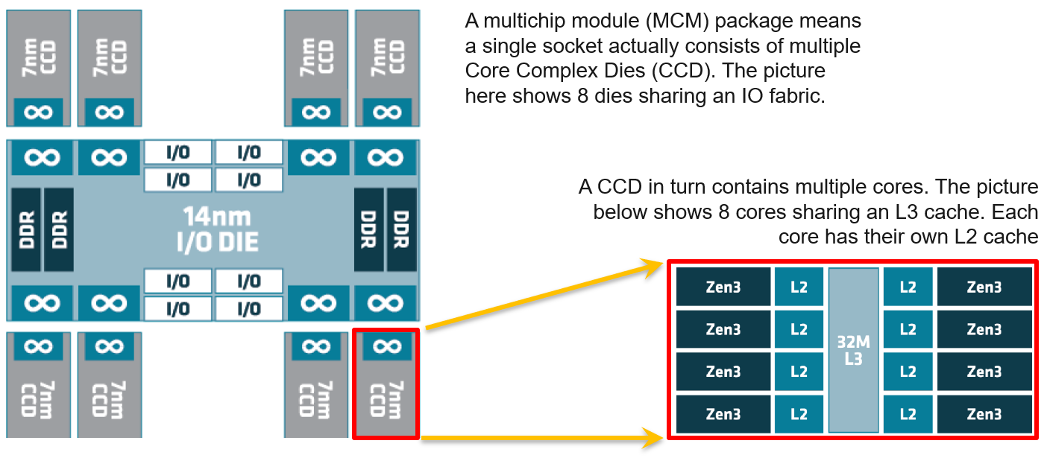 7nm
CCD
7nm
CCD
7nm
CCD
7nm
CCD
A multichip module (MCM) package means
a single socket actually consists of multiple
Core Complex Dies (CCD). The picture
here shows 8 dies sharing an IO fabric.
I/O
I/O
I/O
I/O
DDR
DDR
14nm
I/O DIE
DDR
DDR
I/O
I/O
I/O
I/O
7nm
CCD
7nm
CCD
7nm
CCD
7nm
CCD
A CCD in turn contains multiple cores. The picture
below shows 8 cores sharing an L3 cache. Each
core has their own L2 cache
Zen3
L2
L2
Zen3
Zen3
L2
L2
Zen3
32M
L3
Zen3
L2
L2
Zen3
Zen3
L2
L2
Zen3